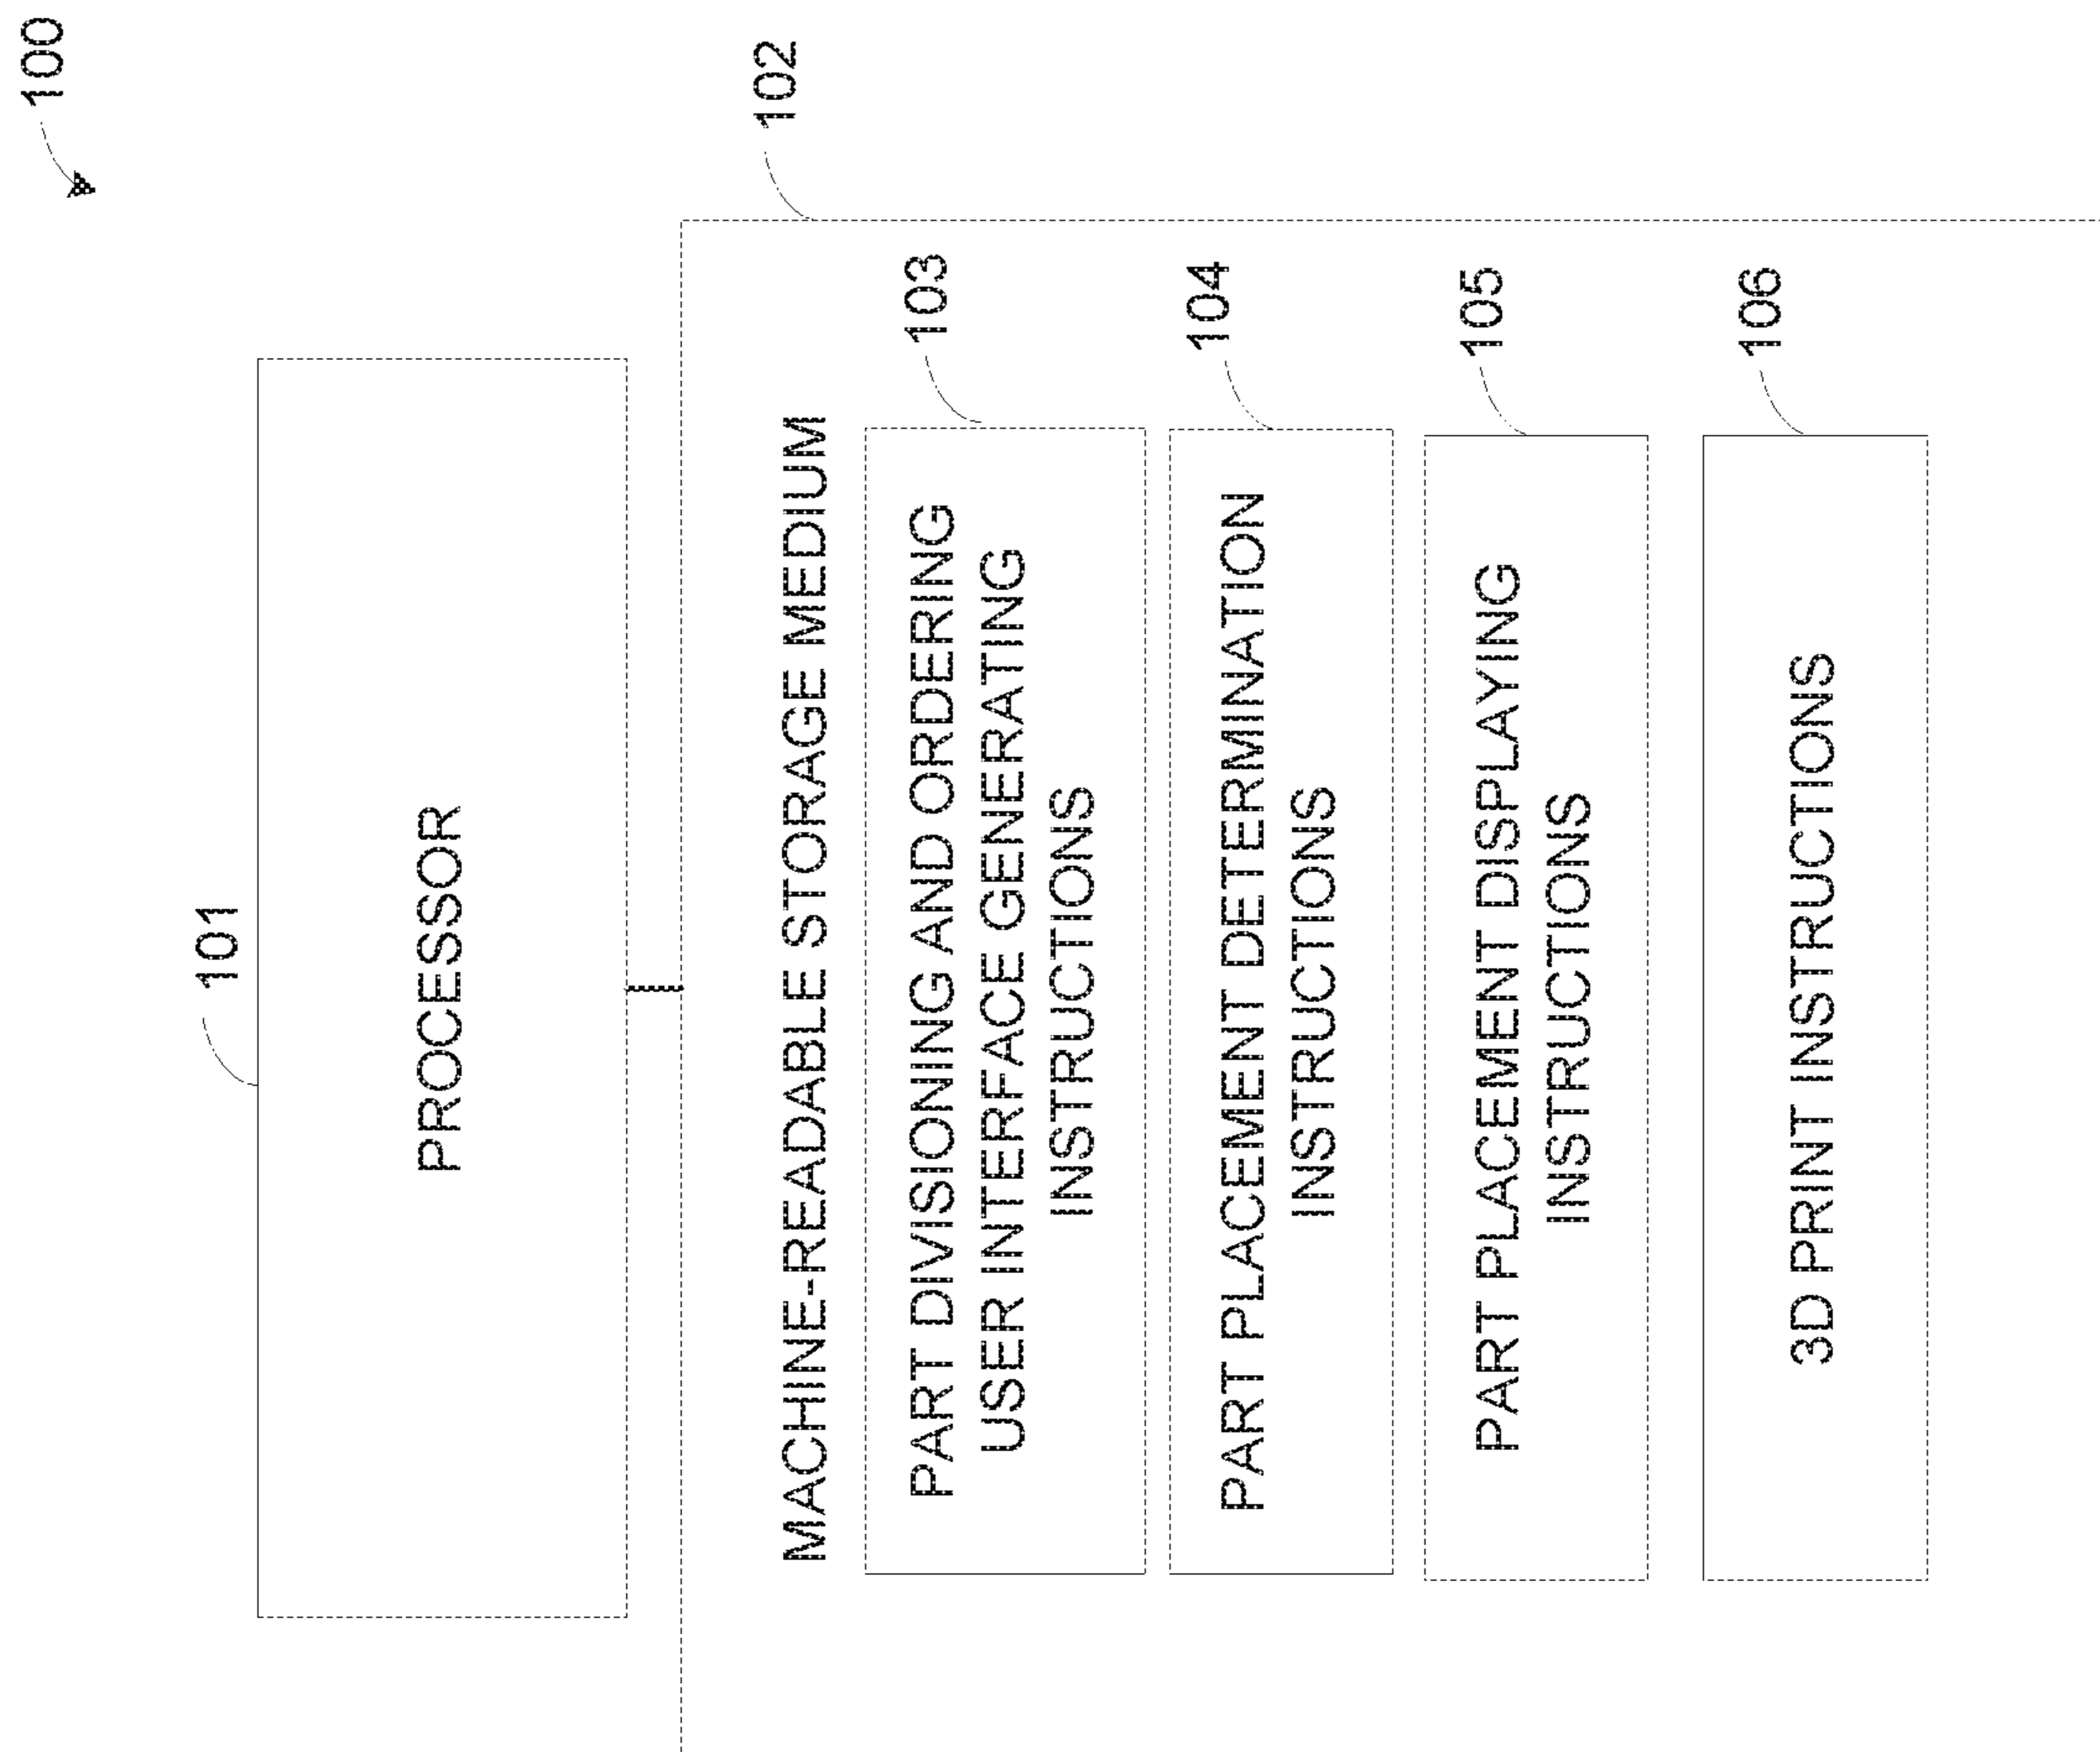 100
101
PROCESSOR
102
MACHINE-READABLE STORAGE MEDIUM
103
PART DIVISIONING AND ORDERING
USER INTERFACE GENERATING
INSTRUCTIONS
104
PART PLACEMENT DETERMINATION
INSTRUCTIONS
105
PART PLACEMENT DISPLAYING
INSTRUCTIONS
106
3D PRINT INSTRUCTIONS